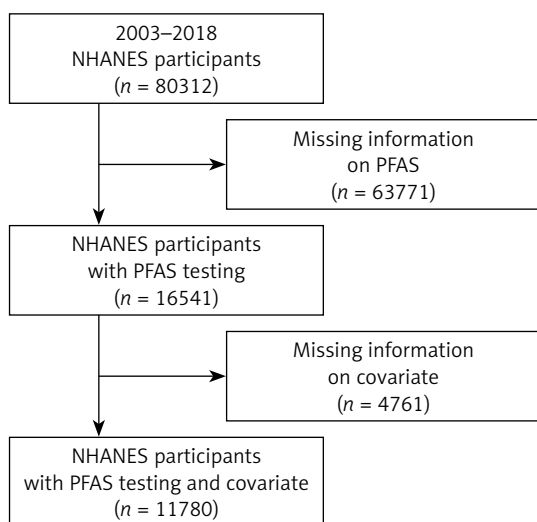 2003–2018
NHANES participants
(n = 80312)
Missing information
on PFAS
(n = 63771)
NHANES participants
with PFAS testing
(n = 16541)
Missing information
on covariate
(n = 4761)
NHANES participants
with PFAS testing and covariate
(n = 11780)